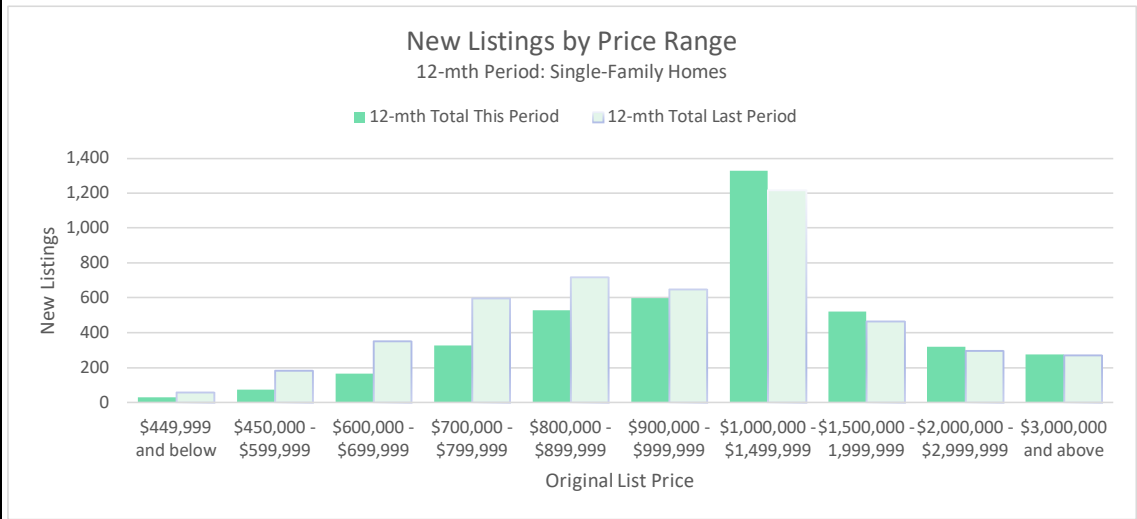 New Listings by Price Range
12-mth Period: Single-Family Homes
12-mth Total This Period 12-mth Total Last Period
1,400
1,200
1,000
800
600
400
200
0
New Listings
$449,999 $450,000 - $600,000 - $700,000 - $800,000 - $900,000 - $1,000,000 - $1,500,000 - $2,000,000 - $3,000,000
and below $599,999 $699,999 $799,999 $899,999 $999,999 $1,499,999 1,999,999 $2,999,999 and above
Original List Price